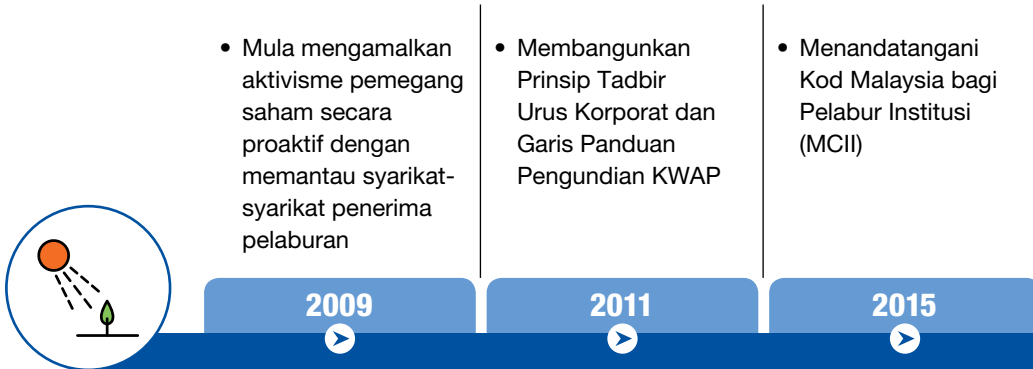 • Mula mengamalkan
aktivisme pemegang
saham secara
proaktif dengan
memantau syarikat-
syarikat penerima
pelaburan
2009
• Membangunkan
Prinsip Tadbir
Urus Korporat dan
Garis Panduan
Pengundian KWAP
2011
• Menandatangani
Kod Malaysia bagi
Pelabur Institusi
(MCII)
2015